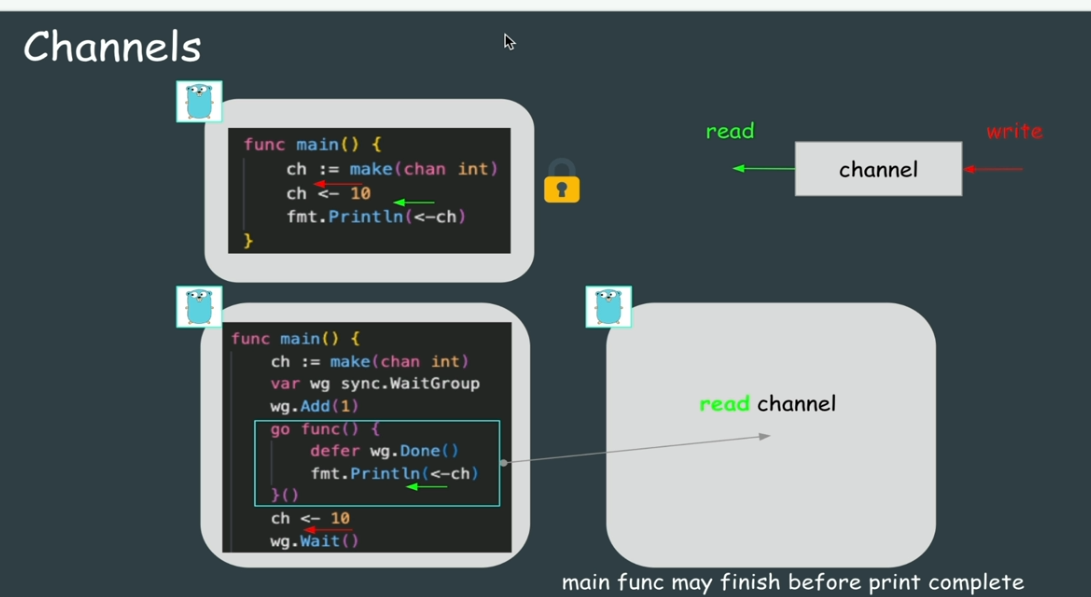 Channels
func main() {
ch := make(chan int)
ch <- 10
fmt.Println(<-ch)
}
read
write
channel
func main() {
ch := make(chan int)
var wg sync.WaitGroup
wg.Add(1)
go func() {
defer wg.Done()
fmt.Println(<-ch)
}()
ch <- 10
wg.Wait()
read channel
main func may finish before print complete